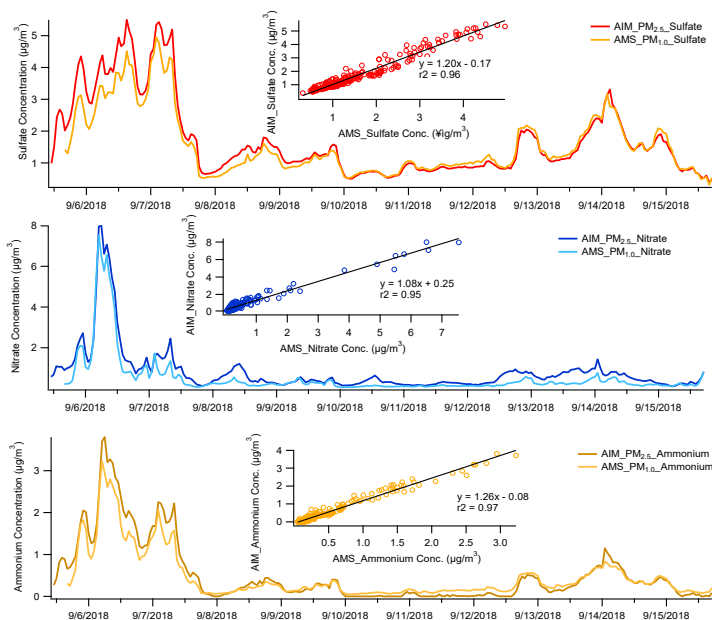 Sulfate Concentration (µg/m³)
5
4
3
2
1
AIM_Sulfate Conc. (µg/m³)
5
4
3
2
1
y = 1.20x - 0.17
r2 = 0.96
1 2 3 4
AMS_Sulfate Conc. (¥ig/m³)
AIM_PM2.5_Sulfate
AMS_PM1.0_Sulfate
9/6/2018 9/7/2018 9/8/2018 9/9/2018 9/10/2018 9/11/2018 9/12/2018 9/13/2018 9/14/2018 9/15/2018
Nitrate Concentration (µg/m³)
8
6
4
2
AIM_Nitrate Conc. (µg/m³)
8
6
4
2
0
y = 1.08x + 0.25
r2 = 0.95
1 2 3 4 5 6 7
AMS_Nitrate Conc. (µg/m³)
AIM_PM2.5_Nitrate
AMS_PM1.0_Nitrate
9/6/2018 9/7/2018 9/8/2018 9/9/2018 9/10/2018 9/11/2018 9/12/2018 9/13/2018 9/14/2018 9/15/2018
Ammonium Concentration (µg/m³)
3
2
1
0
AIM_Ammonium Conc. (µg/m³)
4
3
2
1
0
y = 1.26x - 0.08
r2 = 0.97
0.5 1.0 1.5 2.0 2.5 3.0
AMS_Ammonium Conc. (µg/m³)
AIM_PM2.5_Ammonium
AMS_PM1.0_Ammonium
9/6/2018 9/7/2018 9/8/2018 9/9/2018 9/10/2018 9/11/2018 9/12/2018 9/13/2018 9/14/2018 9/15/2018